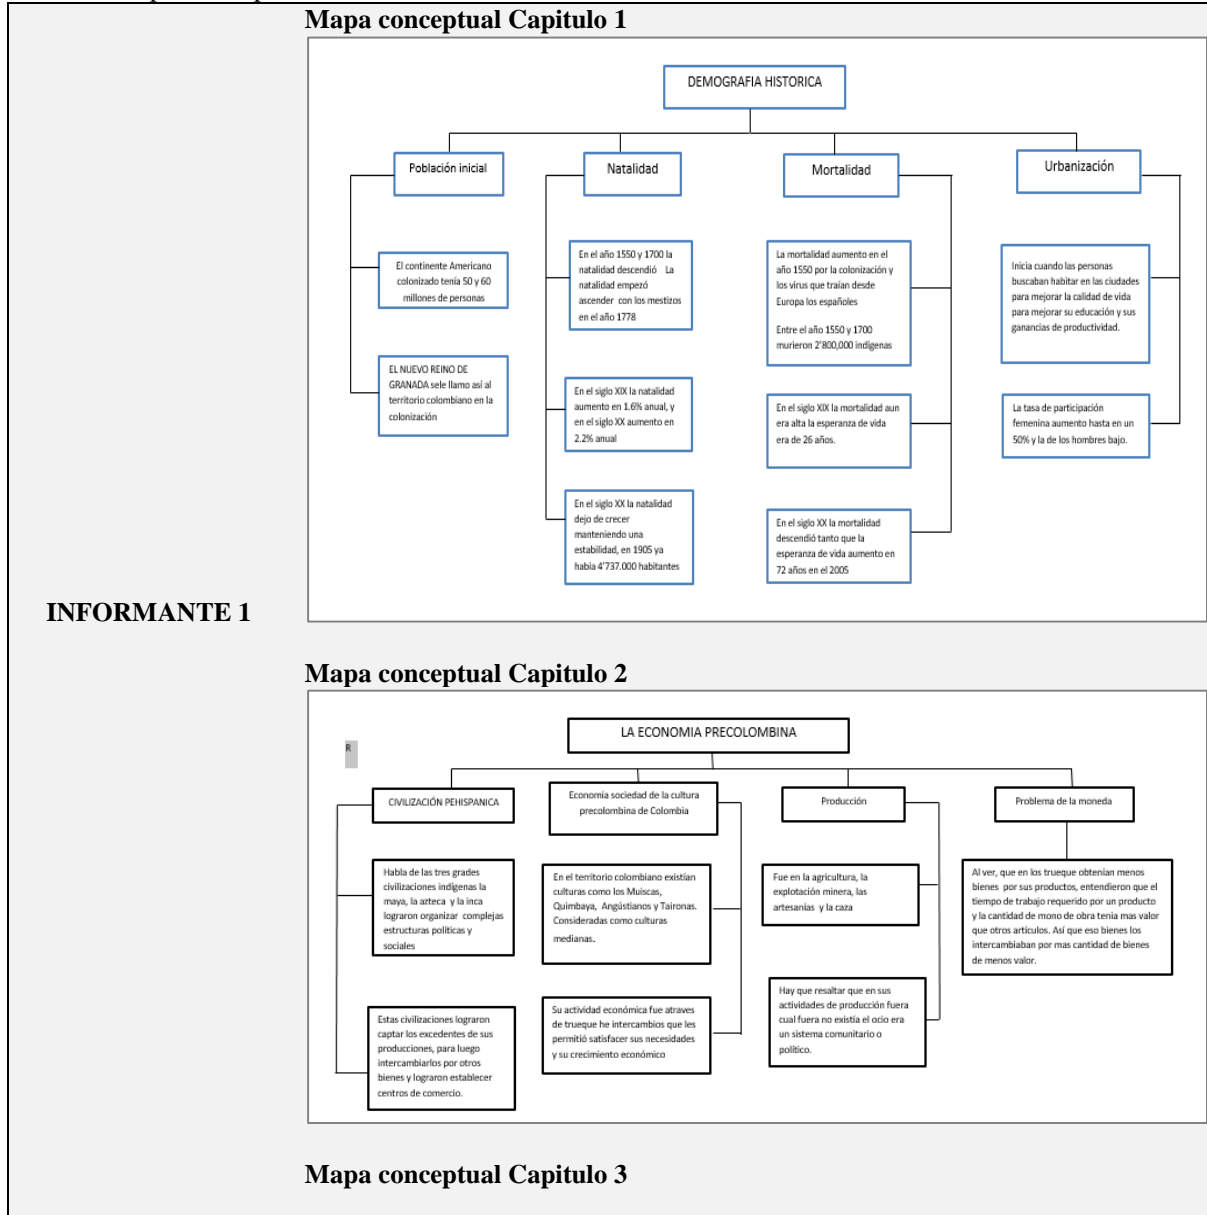 Mapa conceptual Capitulo 1
DEMOGRAFIA HISTORICA
Población inicial
El continente Americano
colonizado tenía 50 y 60
millones de personas
EL NUEVO REINO DE
GRANADA sele llamo así al
territorio colombiano en la
colonización
Natalidad
En el año 1550 y 1700 la
natalidad descendió La
natalidad empezó
ascender con los mestizos
en el año 1778
En el siglo XIX la natalidad
aumento en 1.6% anual, y
en el siglo XX aumento en
2.2% anual
En el siglo XX la natalidad
dejo de crecer
manteniendo una
estabilidad, en 1905 ya
había 4'737.000 habitantes
Mortalidad
La mortalidad aumento en el
año 1550 por la colonización y
los virus que traían desde
Europa los españoles
Entre el año 1550 y 1700
murieron 2'800,000 indígenas
En el siglo XIX la mortalidad aun
era alta la esperanza de vida
era de 26 años.
En el siglo XX la mortalidad
descendió tanto que la
esperanza de vida aumento en
72 años en el 2005
Urbanización
Inicia cuando las personas
buscaban habitar en las ciudades
para mejorar la calidad de vida
para mejorar su educación y sus
ganancias de productividad.
La tasa de participación
femenina aumento hasta en un
50% y la de los hombres bajo.
INFORMANTE 1
Mapa conceptual Capitulo 2
R
LA ECONOMIA PRECOLOMBINA
CIVILIZACIÓN PEHISPANICA
Habla de las tres grades
civilizaciones indígenas la
maya, la azteca y la inca
lograron organizar complejas
estructuras políticas y
sociales
Estas civilizaciones lograron
captar los excedentes de sus
producciones, para luego
intercambiarlos por otros
bienes y lograron establecer
centros de comercio.
Economía sociedad de la cultura
precolombina de Colombia
En el territorio colombiano existían
culturas como los Muiscas,
Quimbaya, Angústianos y Taironas.
Consideradas como culturas
medianas.
Su actividad económica fue atraves
de trueque he intercambios que les
permitió satisfacer sus necesidades
y su crecimiento económico
Producción
Fue en la agricultura, la
explotación minera, las
artesanías y la caza
Hay que resaltar que en sus
actividades de producción fuera
cual fuera no existía el ocio era
un sistema comunitario o
político.
Problema de la moneda
Al ver, que en los trueque obtenían menos
bienes por sus productos, entendieron que el
tiempo de trabajo requerido por un producto
y la cantidad de mono de obra tenia mas valor
que otros artículos. Así que eso bienes los
intercambiaban por mas cantidad de bienes
de menos valor.
Mapa conceptual Capitulo 3